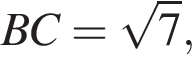 BC = √7,